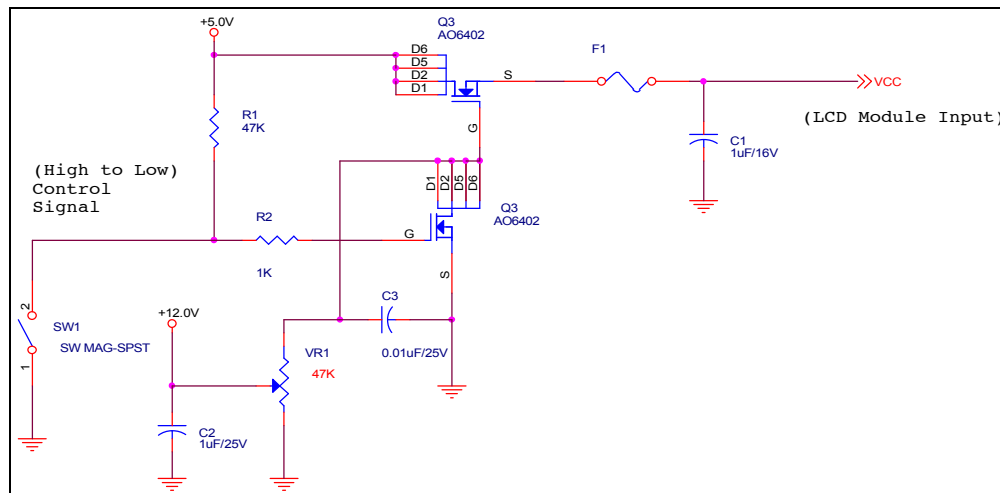 +5.0V
Q3
AO6402
D6
D5
D2
D1
S
G
F1
VCC
(LCD Module Input)
R1
47K
C1
1uF/16V
(High to Low)
Control
Signal
D1
D2
D5
D6
Q3
AO6402
R2
1K
G
S
2
SW1
SW MAG-SPST
1
+12.0V
C3
0.01uF/25V
VR1
47K
C2
1uF/25V